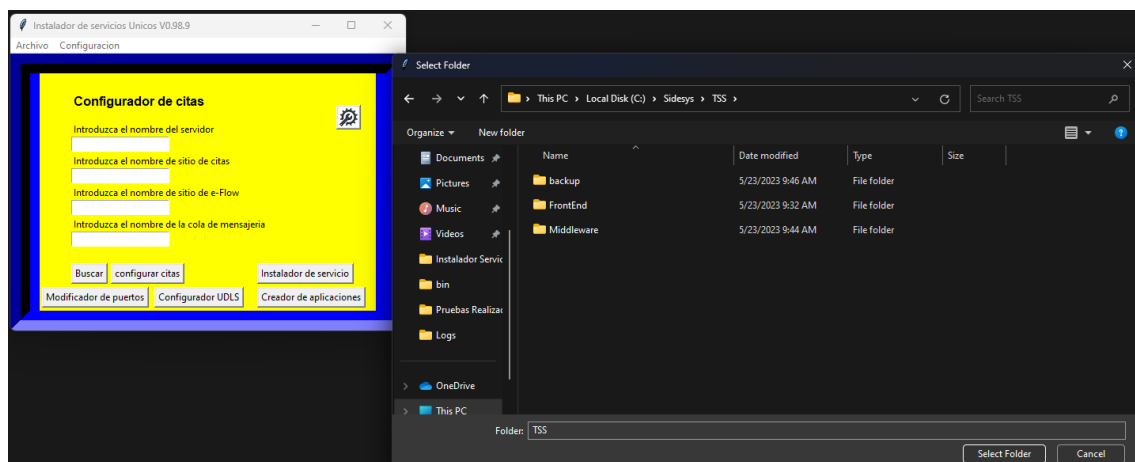 Instalador de servicios Unicos V0.98.9
Archivo Configuracion
Configurador de citas
Introduzca el nombre del servidor
Introduzca el nombre de sitio de citas
Introduzca el nombre de sitio de e-Flow
Introduzca el nombre de la cola de mensajeria
Buscar configurar citas Instalador de servicio
Modificador de puertos Configurador UDLS Creador de aplicaciones
Select Folder
This PC > Local Disk (C:) > Sidesys > TSS >
Search TSS
Organize New folder
Name Date modified Type Size
Documents
Pictures
Music
Videos
Instalador Servic
bin
Pruebas Realizac
Logs
OneDrive
This PC
backup 5/23/2023 9:46 AM File folder
FrontEnd 5/23/2023 9:32 AM File folder
Middleware 5/23/2023 9:44 AM File folder
Folder: TSS
Select Folder Cancel